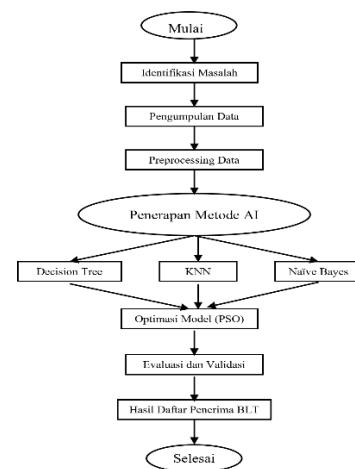 Mulai
Identifikasi Masalah
Pengumpulan Data
Preprocessing Data
Penerapan Metode AI
Decision Tree
KNN
Naïve Bayes
Optimasi Model (PSO)
Evaluasi dan Validasi
Hasil Daftar Penerima BLT
Selesai